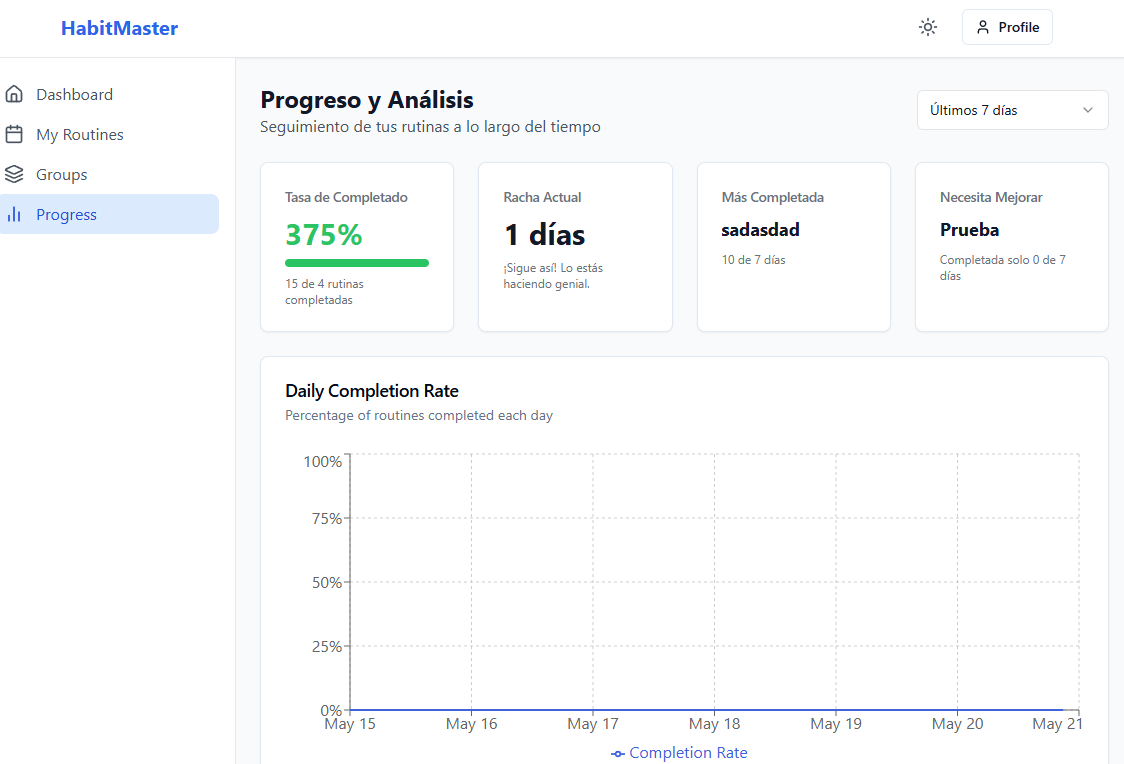 HabitMaster
Profile
Dashboard
My Routines
Groups
Progress
Progreso y Análisis
Seguimiento de tus rutinas a lo largo del tiempo
Últimos 7 días
Tasa de Completado
375%
15 de 4 rutinas
completadas
Racha Actual
1 días
¡Sigue así! Lo estás
haciendo genial.
Más Completada
sadasdad
10 de 7 días
Necesita Mejorar
Prueba
Completada solo 0 de 7
días
Daily Completion Rate
Percentage of routines completed each day
100%
75%
50%
25%
0%
May 15 May 16 May 17 May 18 May 19 May 20 May 21
Completion Rate